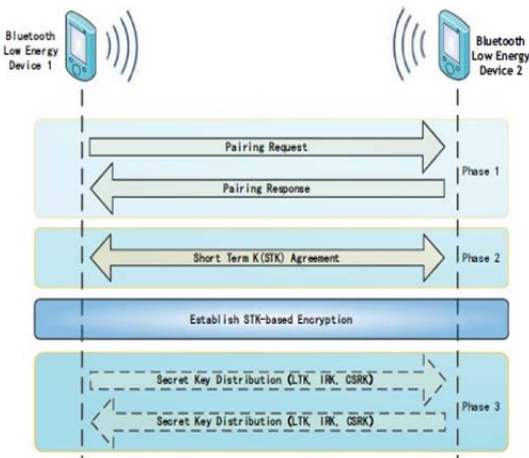 Bluetooth
Low Energy
Device 1
Bluetooth
Low Energy
Device 2
Pairing Request
Phase 1
Pairing Response
Short Term K(STK) Agreement
Phase 2
Establish STK-based Encryption
Secret Key Distribution (LTK, IRK, CSRK)
Phase 3
Secret Key Distribution (LTK, IRK, CSRK)